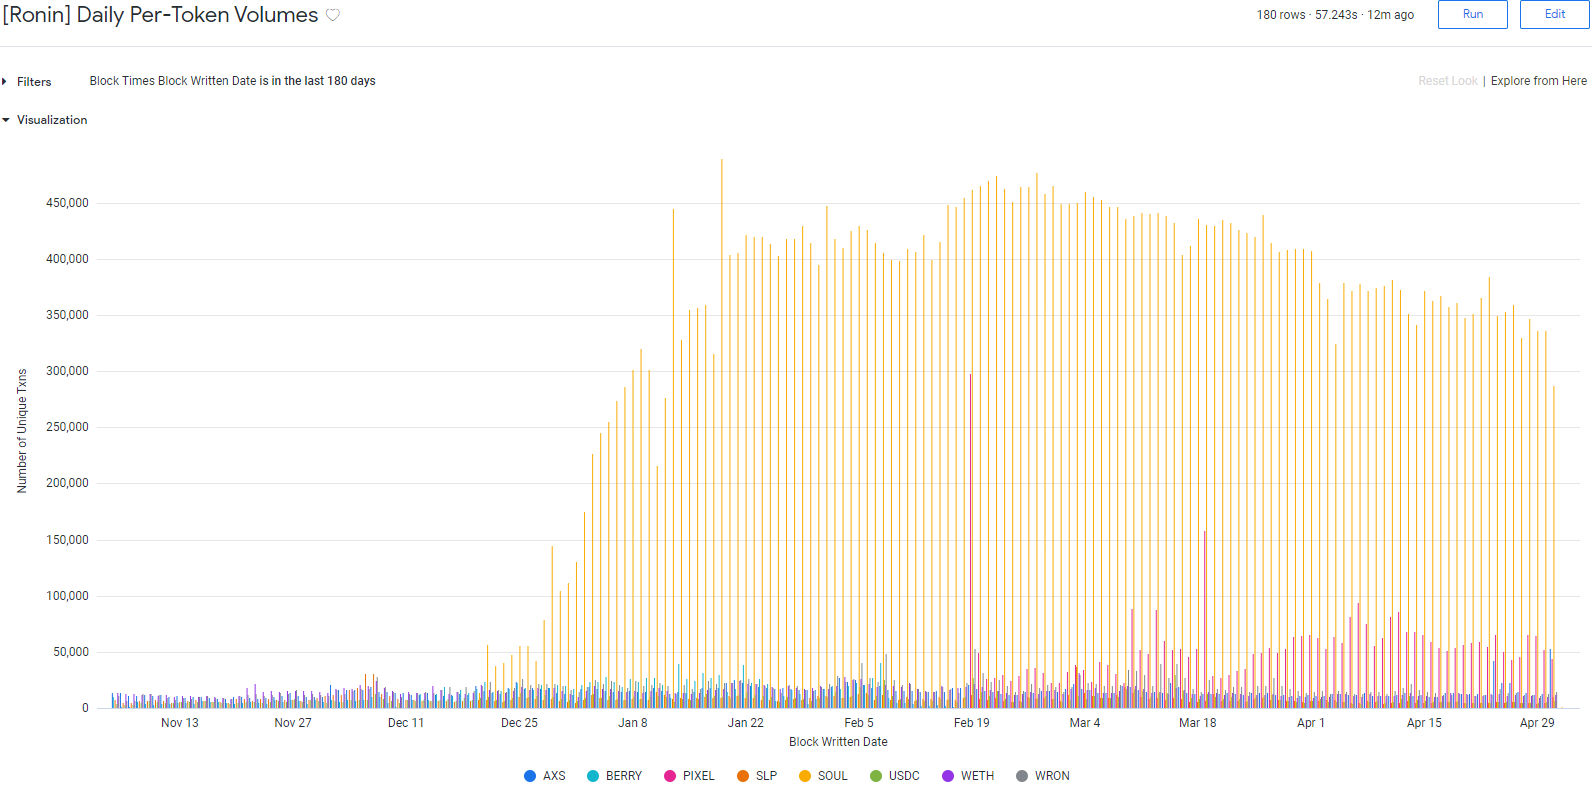 [Ronin] Daily Per-Token Volumes
180 rows · 57.243s · 12m ago
Run
Edit
Filters
Block Times Block Written Date is in the last 180 days
Reset Look | Explore from Here
Visualization
450,000
400,000
350,000
300,000
250,000
200,000
150,000
100,000
50,000
0
Number of Unique Txns
Nov 13 Nov 27 Dec 11 Dec 25 Jan 8 Jan 22 Feb 5 Feb 19 Mar 4 Mar 18 Apr 1 Apr 15 Apr 29
Block Written Date
AXS BERRY PIXEL SLP SOUL USDC WETH WRON